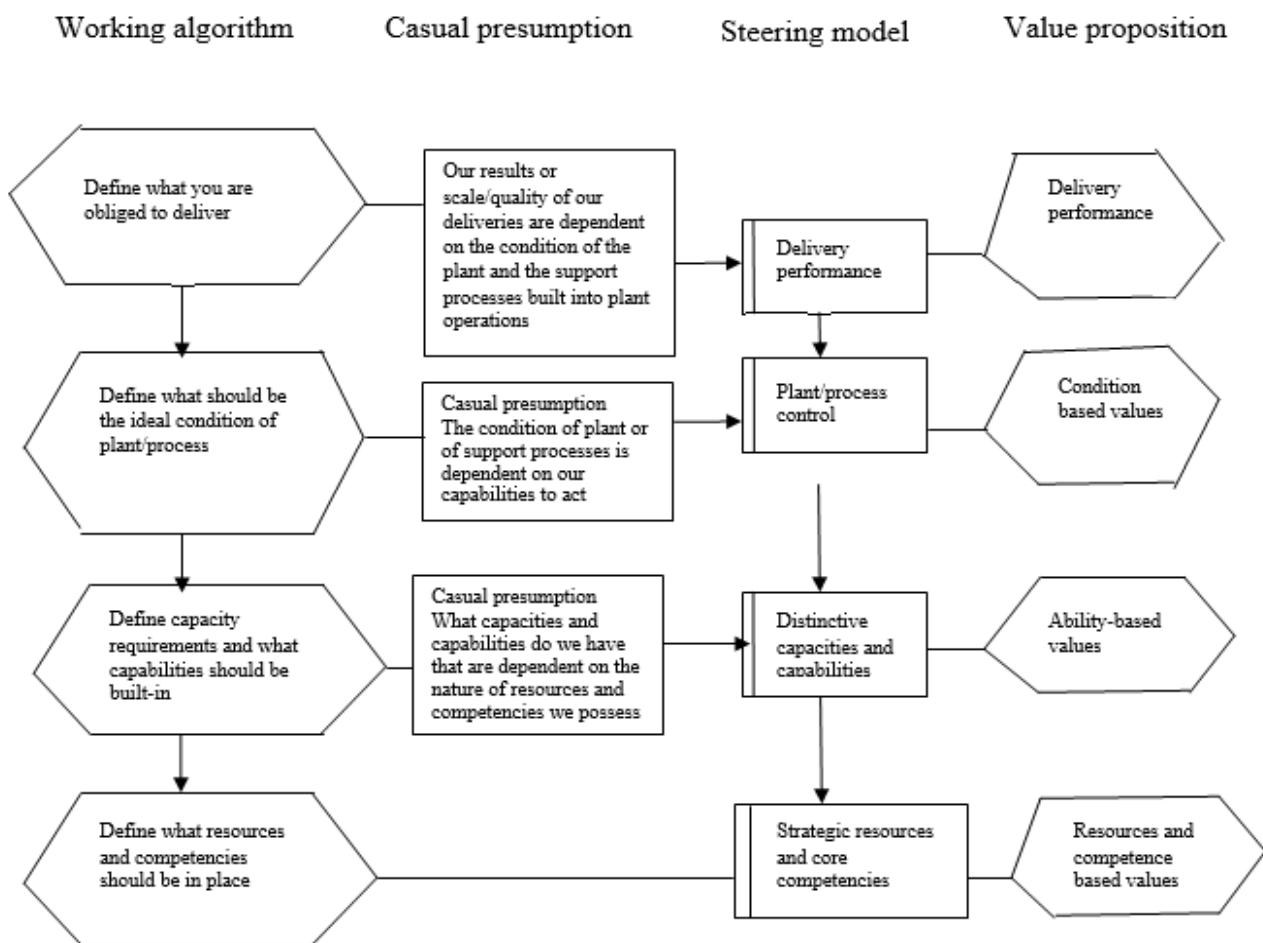 Working algorithm
Casual presumption
Steering model
Value proposition
Define what you are
obliged to deliver
Our results or
scale/quality of our
deliveries are dependent
on the condition of the
plant and the support
processes built into plant
operations
Delivery
performance
Delivery
performance
Define what should be
the ideal condition of
plant/process
Casual presumption
The condition of plant or
of support processes is
dependent on our
capabilities to act
Plant/process
control
Condition
based values
Define capacity
requirements and what
capabilities should be
built-in
Casual presumption
What capacities and
capabilities do we have
that are dependent on the
nature of resources and
competencies we possess
Distinctive
capacities and
capabilities
Ability-based
values
Define what resources
and competencies
should be in place
Strategic resources
and core
competencies
Resources and
competence
based values